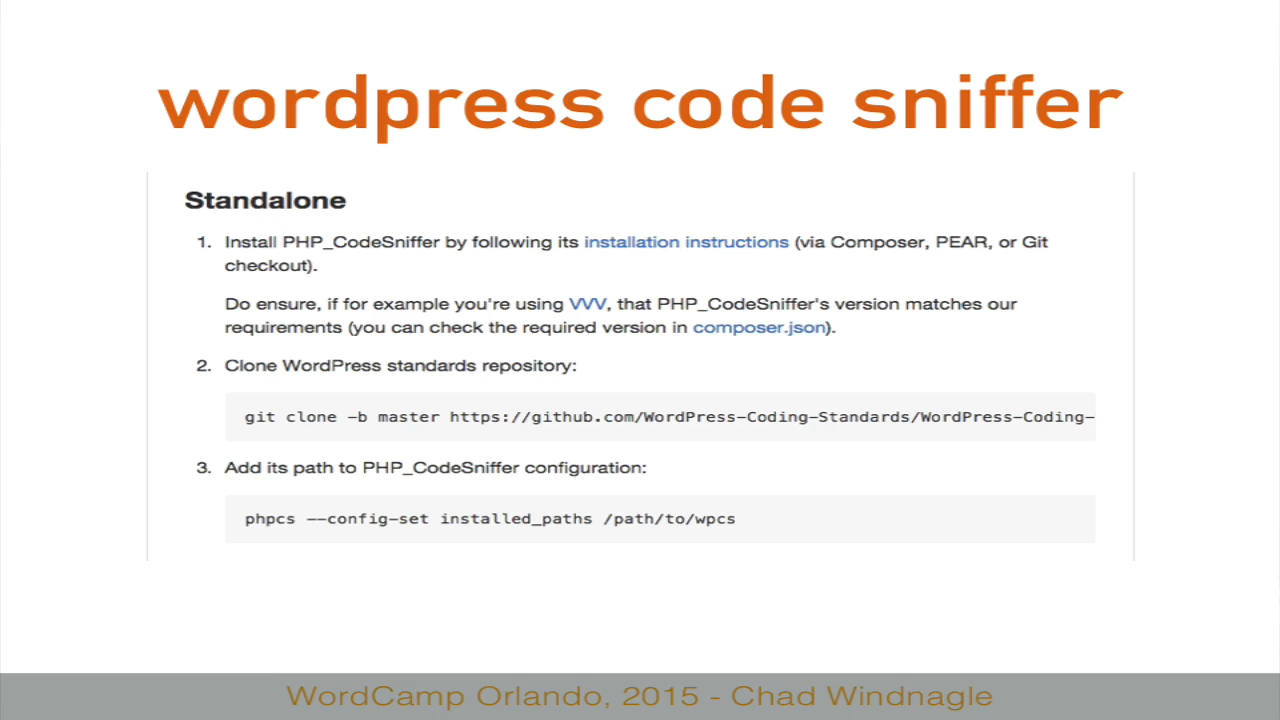 wordpress code sniffer
Standalone
1. Install PHP_CodeSniffer by following its installation instructions (via Composer, PEAR, or Git
checkout).
Do ensure, if for example you're using VVV, that PHP_CodeSniffer's version matches our
requirements (you can check the required version in composer.json).
2. Clone WordPress standards repository:
git clone -b master https://github.com/WordPress-Coding-Standards/WordPress-Coding-
3. Add its path to PHP_CodeSniffer configuration:
phpcs --config-set installed_paths /path/to/wpcs
WordCamp Orlando, 2015 - Chad Windnagle